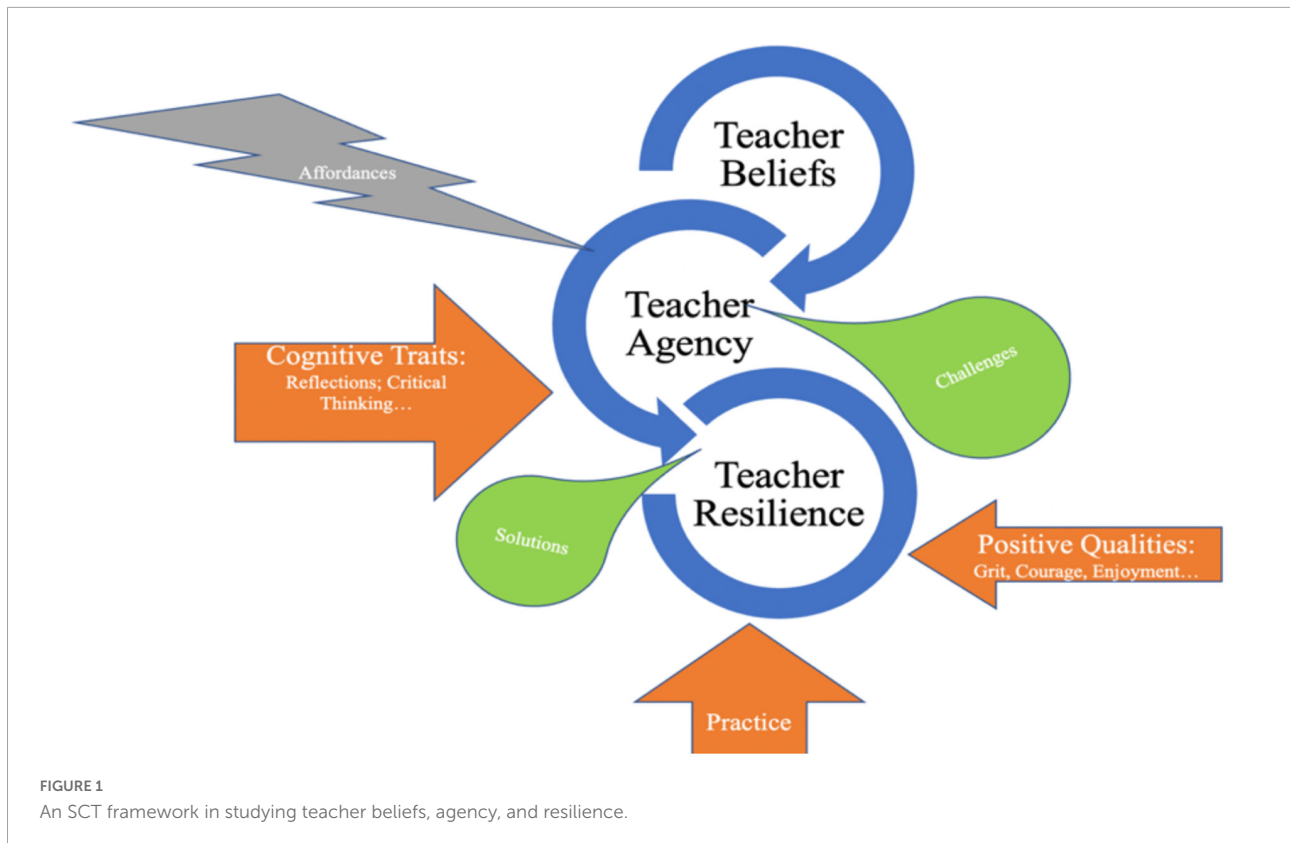 Teacher
Beliefs
Affordances
Teacher
Agency
Cognitive Traits:
Reflections; Critical
Thinking…
Challenges
Teacher
Resilience
Solutions
Positive Qualities:
Grit, Courage, Enjoyment…
Practice
FIGURE 1
An SCT framework in studying teacher beliefs, agency, and resilience.